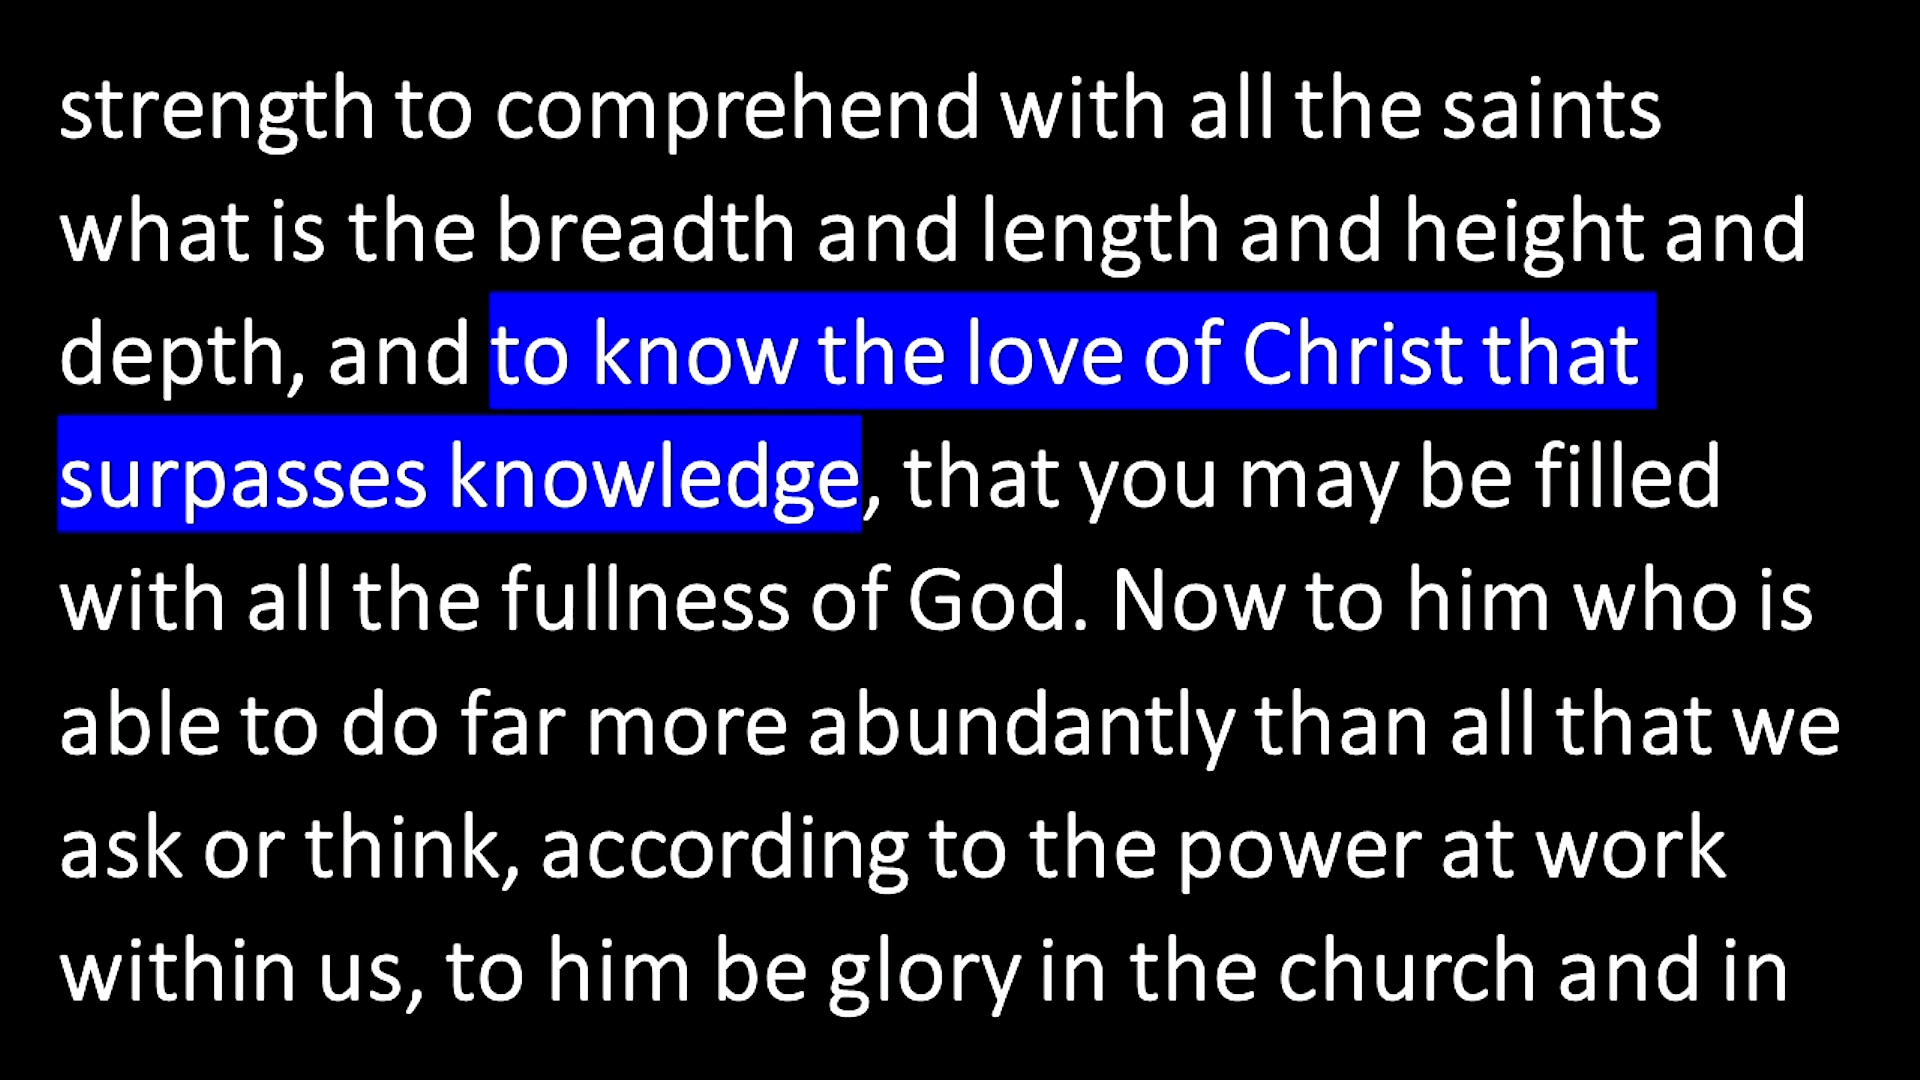 strength to comprehend with all the saints
what is the breadth and length and height and
depth, and to know the love of Christ that
surpasses knowledge, that you may be filled
with all the fullness of God. Now to him who is
able to do far more abundantly than all that we
ask or think, according to the power at work
within us, to him be glory in the church and in